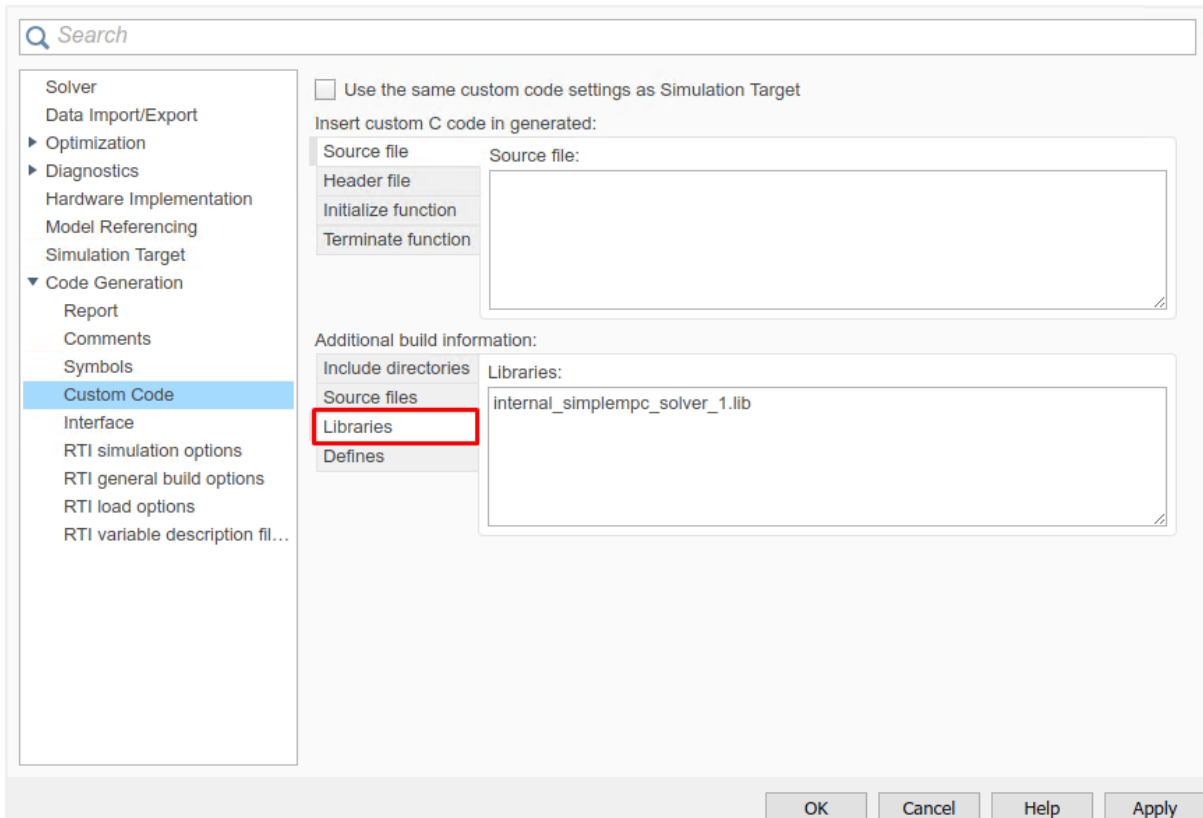 Search
Solver
Data Import/Export
Optimization
Diagnostics
Hardware Implementation
Model Referencing
Simulation Target
Code Generation
Report
Comments
Symbols
Custom Code
Interface
RTI simulation options
RTI general build options
RTI load options
RTI variable description fil...
Use the same custom code settings as Simulation Target
Insert custom C code in generated:
Source file
Header file
Initialize function
Terminate function
Source file:
Additional build information:
Include directories
Source files
Libraries
Defines
Libraries:
internal_simplempc_solver_1.lib
OK
Cancel
Help
Apply